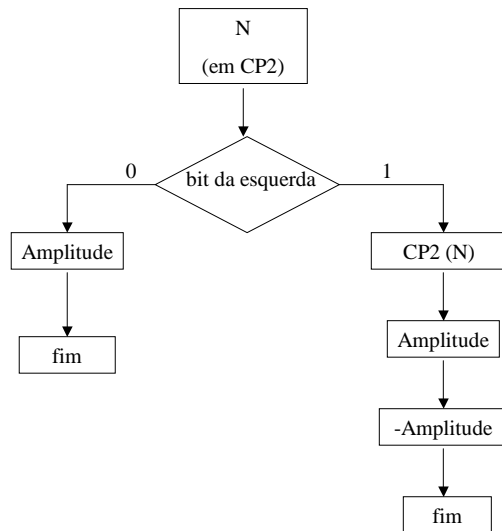 N
(em CP2)
0
bit da esquerda
1
Amplitude
CP2 (N)
fim
Amplitude
-Amplitude
fim